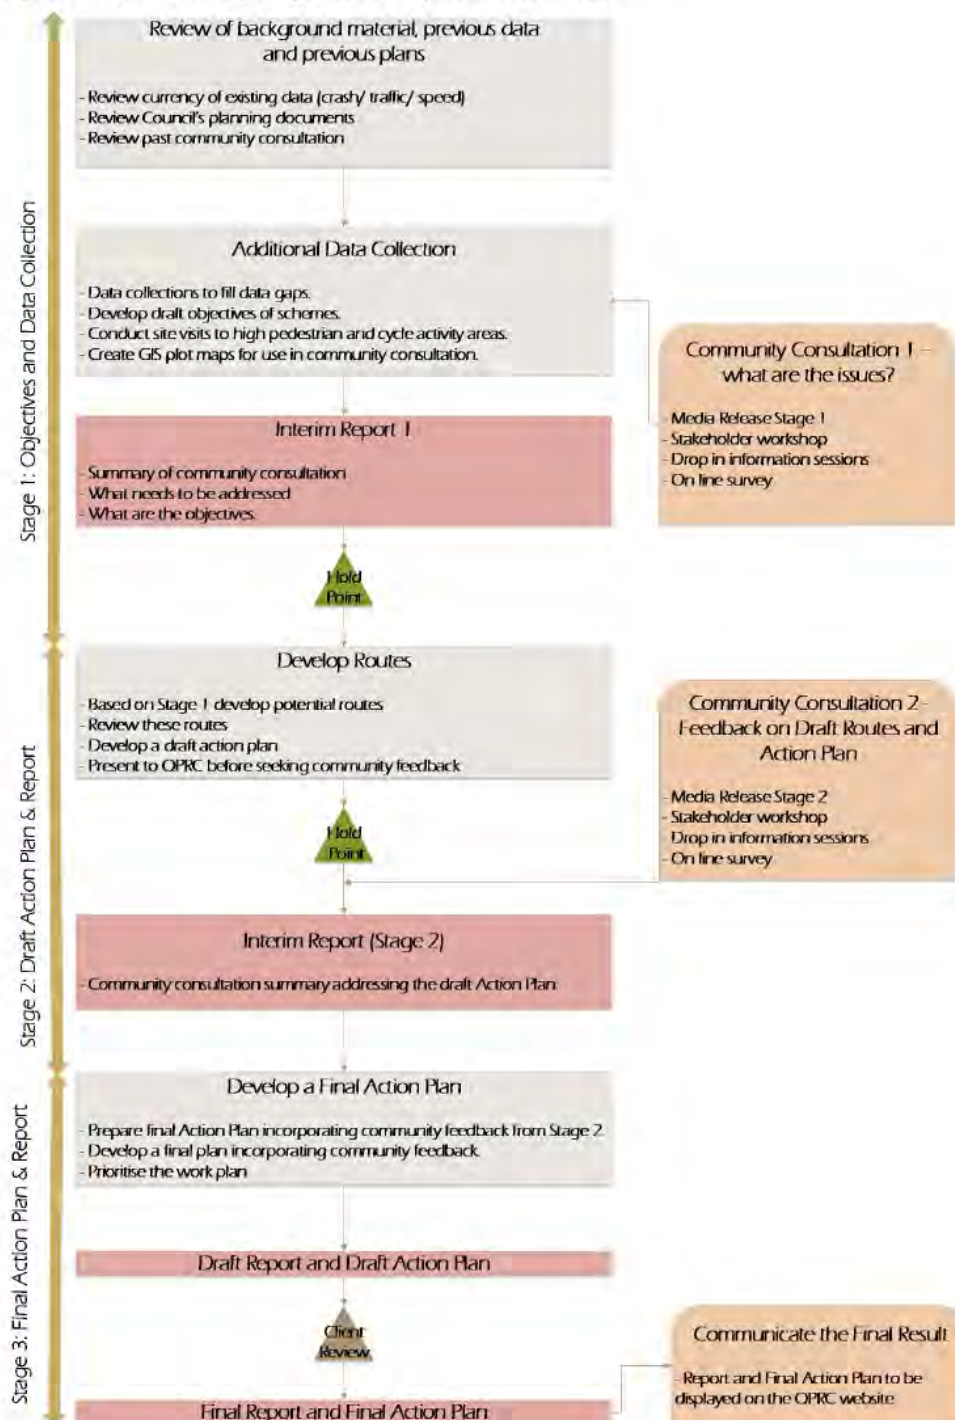 Review of background material, previous data
and previous plans
- Review currency of existing data (crash/ traffic/ speed)
- Review Council's planning documents
- Review past community consultation
Stage 1: Objectives and Data Collection
Additional Data Collection
- Data collections to fill data gaps.
- Develop draft objectives of schemes.
- Conduct site visits to high pedestrian and cycle activity areas.
- Create GIS plot maps for use in community consultation.
Community Consultation 1 –
what are the issues?
- Media Release Stage 1
- Stakeholder workshop
- Drop in information sessions
- On line survey
Interim Report 1
- Summary of community consultation
- What needs to be addressed
- What are the objectives.
Hold
Point
Stage 2: Draft Action Plan & Report
Develop Routes
- Based on Stage 1 develop potential routes
- Review these routes
- Develop a draft action plan
- Present to OPRC before seeking community feedback
Community Consultation 2 -
Feedback on Draft Routes and
Action Plan
- Media Release Stage 2
- Stakeholder workshop
- Drop in information sessions
- On line survey
Hold
Point
Interim Report (Stage 2)
- Community consultation summary addressing the draft Action Plan
Stage 3: Final Action Plan & Report
Develop a Final Action Plan
- Prepare final Action Plan incorporating community feedback from Stage 2
- Develop a final plan incorporating community feedback
- Prioritise the work plan
Draft Report and Draft Action Plan
Client
Review
Communicate the Final Result
- Report and Final Action Plan to be
displayed on the OPRC website
Final Report and Final Action Plan